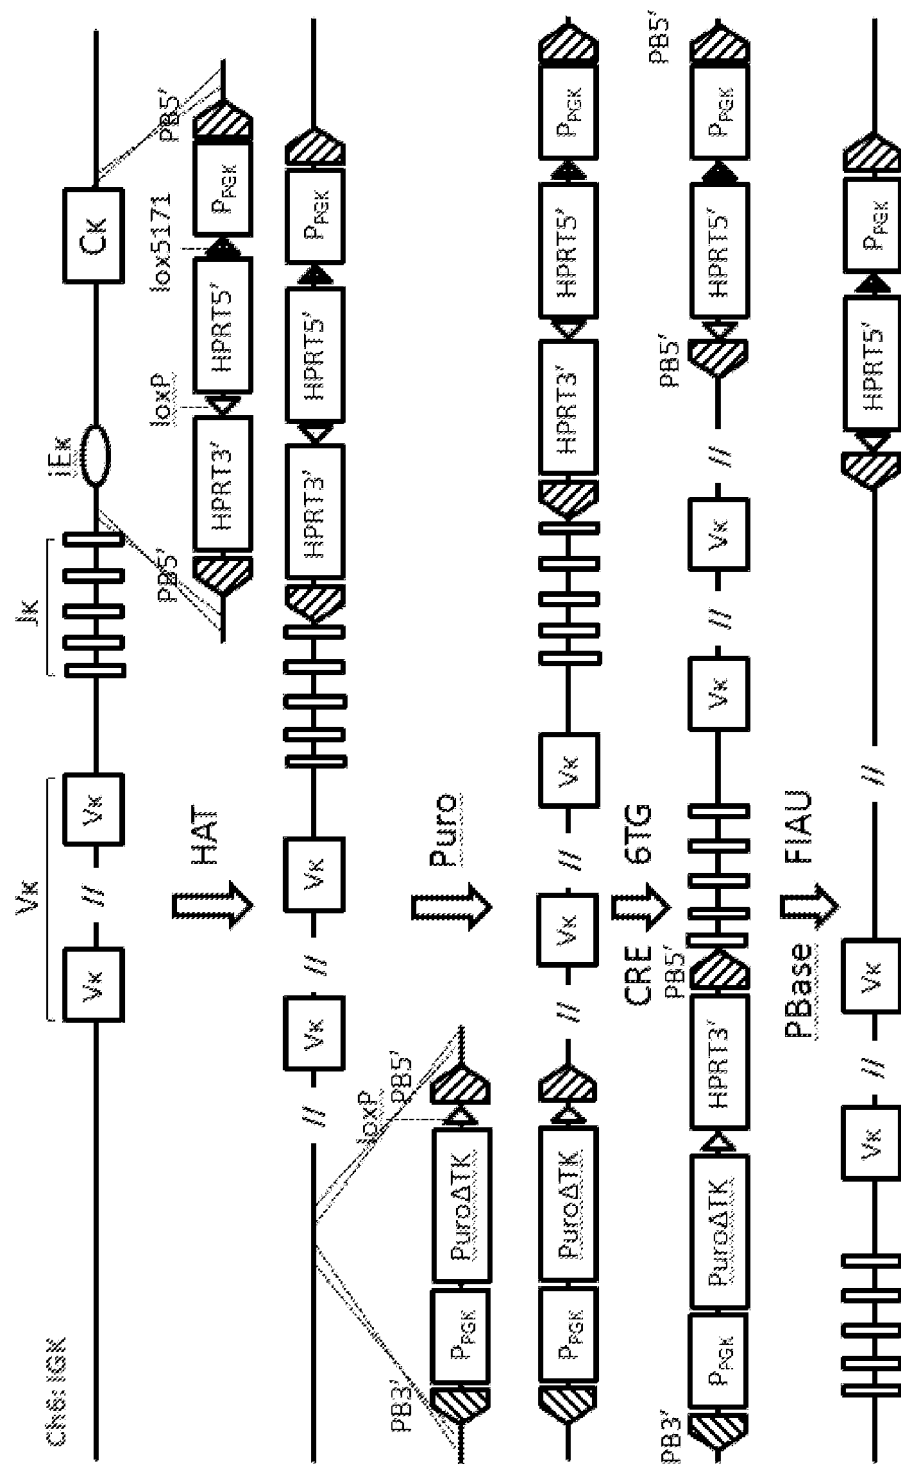 Ch6: IGK
Vκ
Jκ
iEκ
Vκ
Vκ
Cκ
PB5′
PB5′
HPRT3′
loxP
HPRT5′
lox5171
PPGK
HAT
Vκ
Vκ
HPRT3′
HPRT5′
PPGK
Puro
PB3′
loxP
PB5′
PPGK
PuroΔTK
PPGK
PuroΔTK
Vκ
Vκ
HPRT3′
HPRT5′
PPGK
CRE
6TG
PB3′
PB5′
PB5′
PB5′
PPGK
PuroΔTK
HPRT3′
Vκ
Vκ
HPRT5′
PPGK
PBase
FIAU
Vκ
Vκ
HPRT5′
PPGK